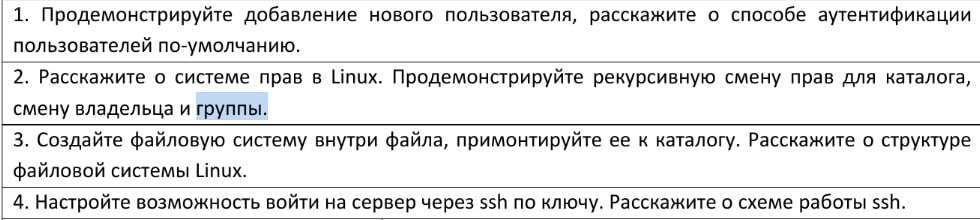 1. Продемонстрируйте добавление нового пользователя, расскажите о способе аутентификации
пользователей по-умолчанию.
2. Расскажите о системе прав в Linux. Продемонстрируйте рекурсивную смену прав для каталога,
смену владельца и группы.
3. Создайте файловую систему внутри файла, примонтируйте ее к каталогу. Расскажите о структуре
файловой системы Linux.
4. Настройте возможность войти на сервер через ssh по ключу. Расскажите о схеме работы ssh.